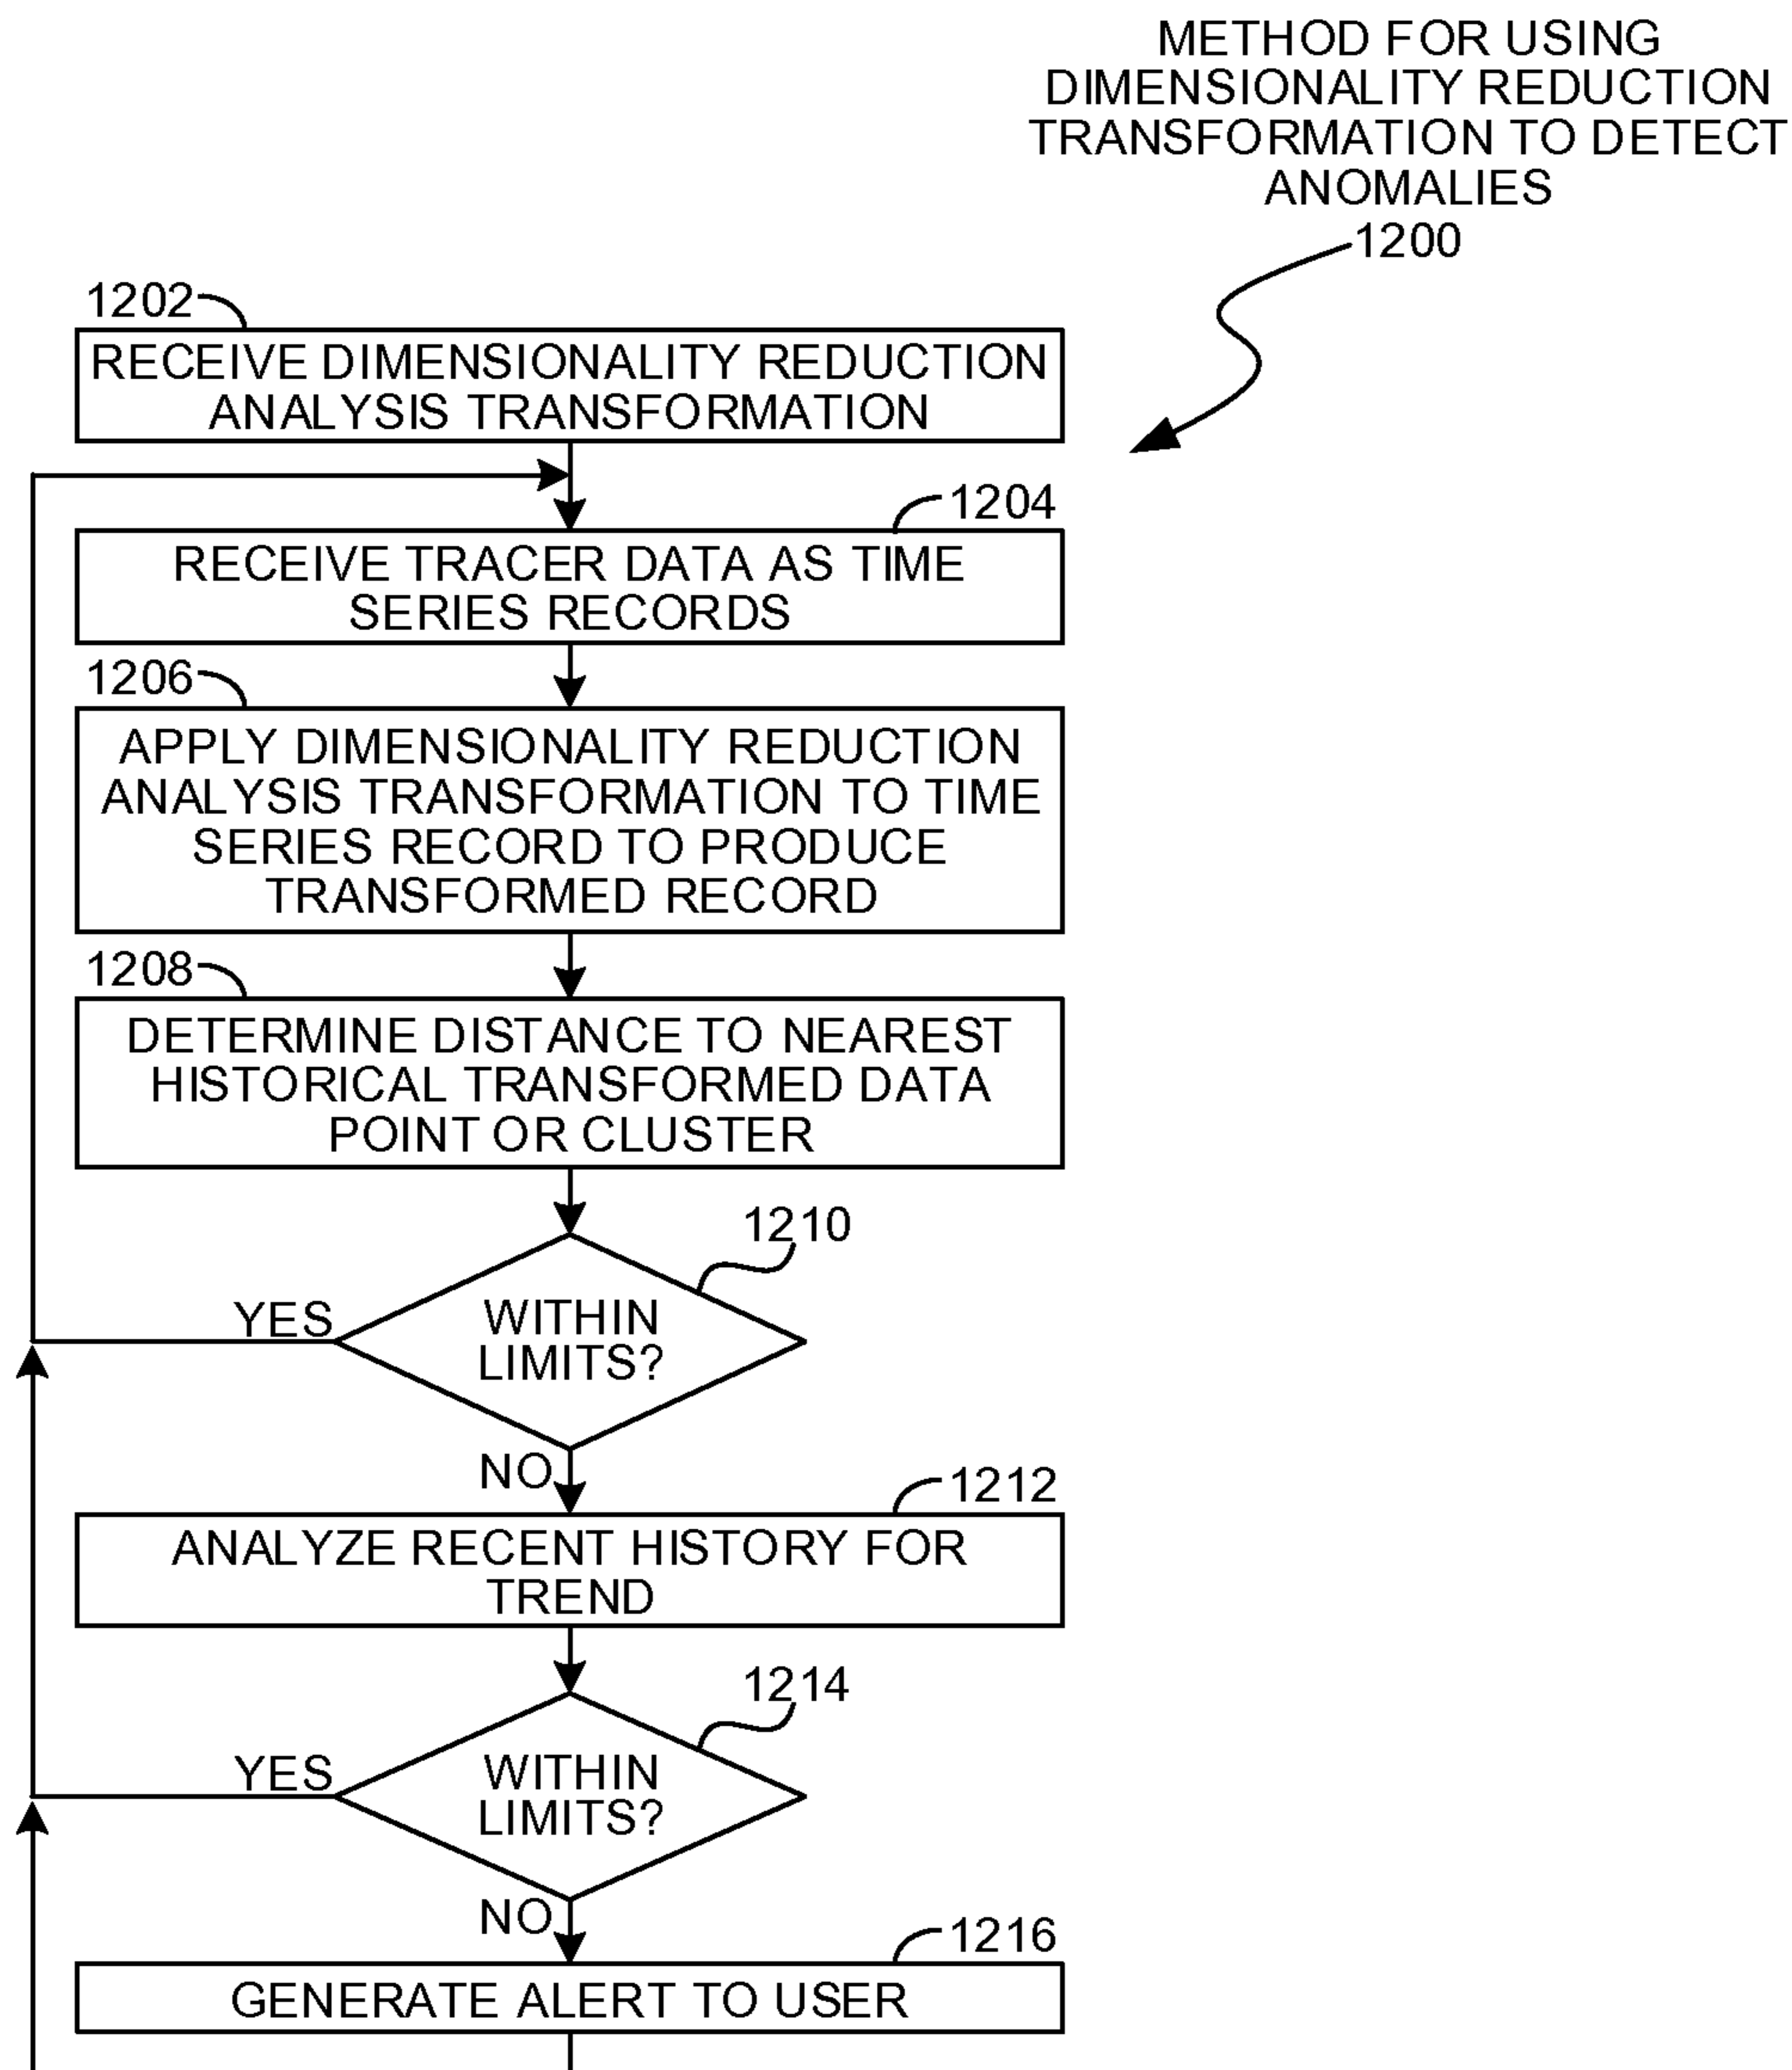 METHOD FOR USING
DIMENSIONALITY REDUCTION
TRANSFORMATION TO DETECT
ANOMALIES
1200
1202
RECEIVE DIMENSIONALITY REDUCTION
ANALYSIS TRANSFORMATION
1204
RECEIVE TRACER DATA AS TIME
SERIES RECORDS
1206
APPLY DIMENSIONALITY REDUCTION
ANALYSIS TRANSFORMATION TO TIME
SERIES RECORD TO PRODUCE
TRANSFORMED RECORD
1208
DETERMINE DISTANCE TO NEAREST
HISTORICAL TRANSFORMED DATA
POINT OR CLUSTER
1210
YES
WITHIN
LIMITS?
NO
1212
ANALYZE RECENT HISTORY FOR
TREND
1214
YES
WITHIN
LIMITS?
NO
1216
GENERATE ALERT TO USER